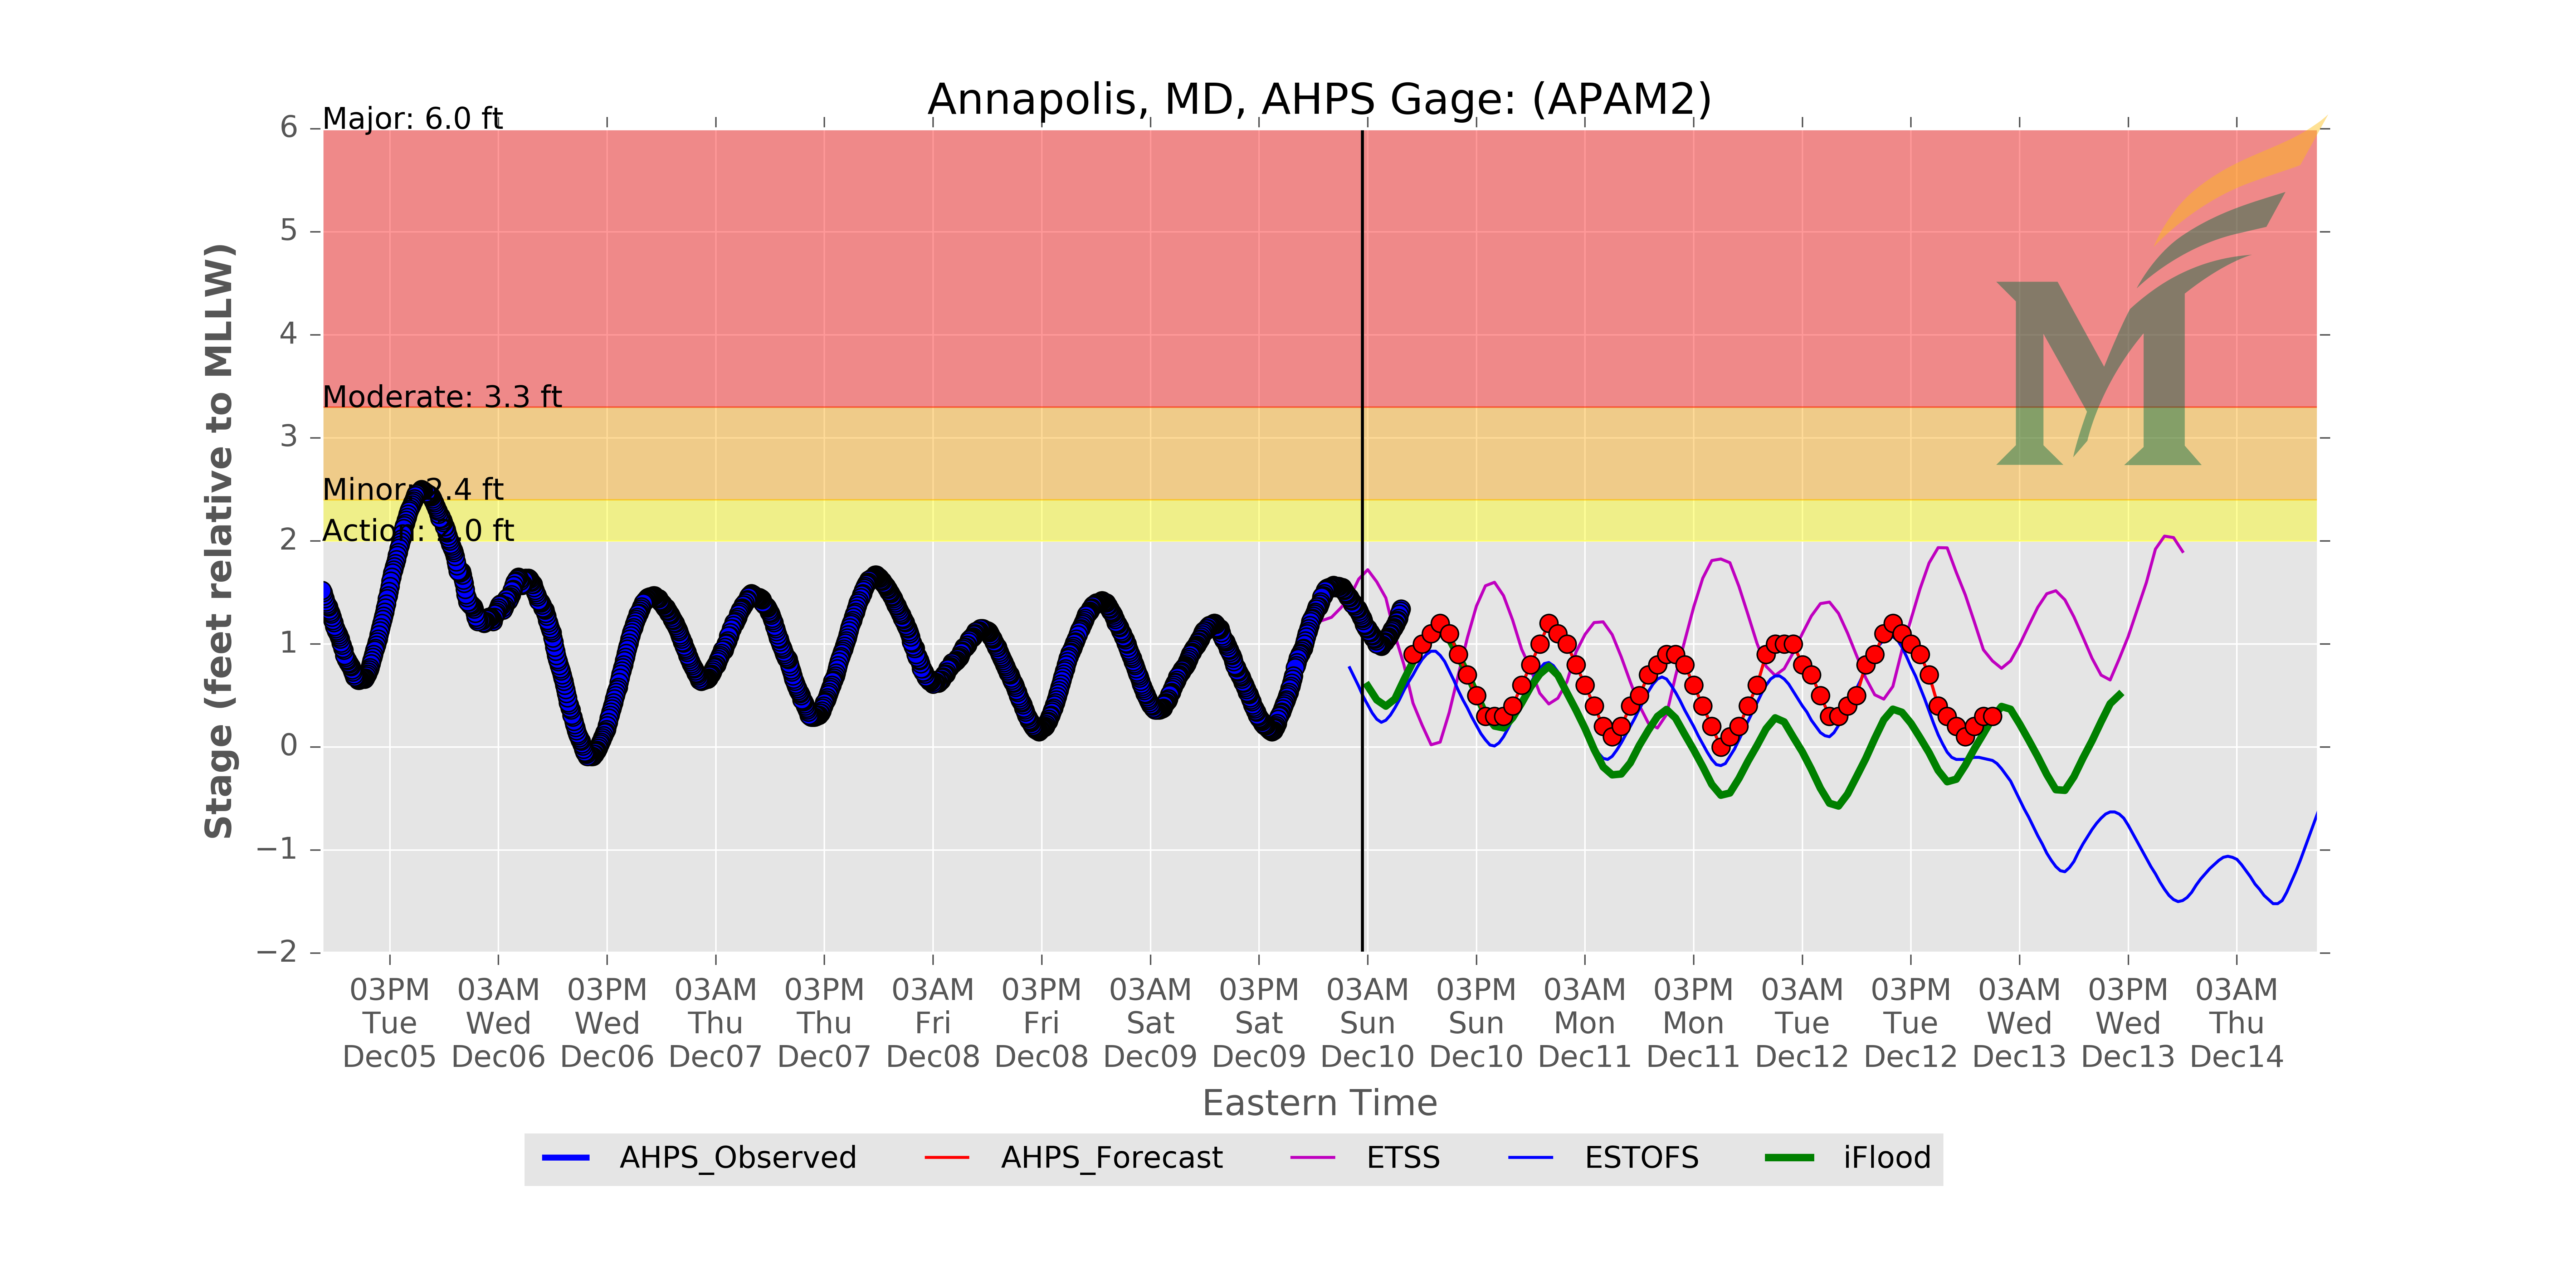 Annapolis, MD, AHPS Gage: (APAM2)
Major: 6.0 ft
Moderate: 3.3 ft
Minor: 2.4 ft
Action: 2.0 ft
Stage (feet relative to MLLW)
6
5
4
3
2
1
0
−1
−2
03PM 03AM 03PM 03AM 03PM 03AM 03PM 03AM 03PM 03AM 03PM 03AM 03PM 03AM 03PM 03AM 03PM 03AM
Tue Wed Wed Thu Thu Fri Fri Sat Sat Sun Sun Mon Mon Tue Tue Wed Wed Thu
Dec05 Dec06 Dec06 Dec07 Dec07 Dec08 Dec08 Dec09 Dec09 Dec10 Dec10 Dec11 Dec11 Dec12 Dec12 Dec13 Dec13 Dec14
Eastern Time
AHPS_Observed AHPS_Forecast ETSS ESTOFS iFlood
M